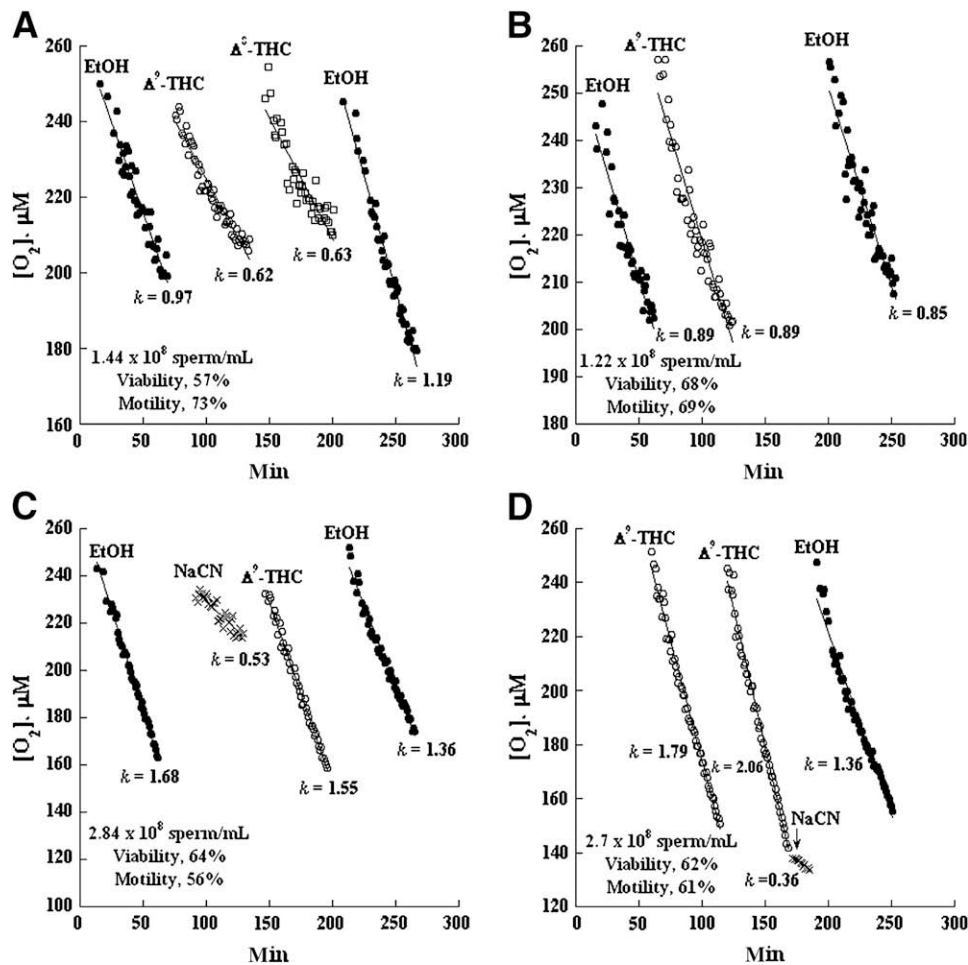 A
B
260
240
220
200
180
160
[O₂], μM
0
50
100
150
200
250
300
Min
EtOH
Δ⁹-THC
Δ⁸-THC
EtOH
k = 0.97
k = 0.62
k = 0.63
k = 1.19
1.44 x 10⁸ sperm/mL
Viability, 57%
Motility, 73%
260
250
240
230
220
210
200
190
180
[O₂], μM
0
50
100
150
200
250
300
Min
EtOH
Δ⁹-THC
EtOH
k = 0.89
k = 0.89
k = 0.85
1.22 x 10⁸ sperm/mL
Viability, 68%
Motility, 69%
C
D
260
240
220
200
180
160
140
120
100
[O₂], μM
0
50
100
150
200
250
300
Min
EtOH
NaCN
Δ⁹-THC
EtOH
k = 1.68
k = 0.53
k = 1.55
k = 1.36
2.84 x 10⁸ sperm/mL
Viability, 64%
Motility, 56%
260
240
220
200
180
160
140
120
[O₂], μM
0
50
100
150
200
250
300
Min
Δ⁹-THC
Δ⁹-THC
EtOH
k = 1.79
k = 2.06
k = 1.36
NaCN
k =0.36
2.7 x 10⁸ sperm/mL
Viability, 62%
Motility, 61%